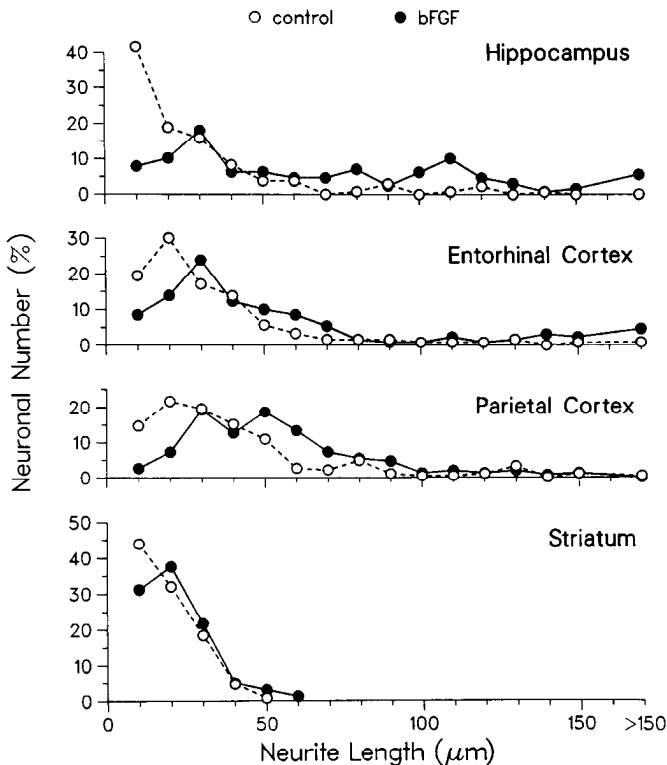 control bFGF
Hippocampus
40
30
20
10
0
Entorhinal Cortex
30
20
10
0
Parietal Cortex
20
10
0
Striatum
50
40
30
20
10
0
0 50 100 150 >150
Neuronal Number (%)
Neurite Length (μm)